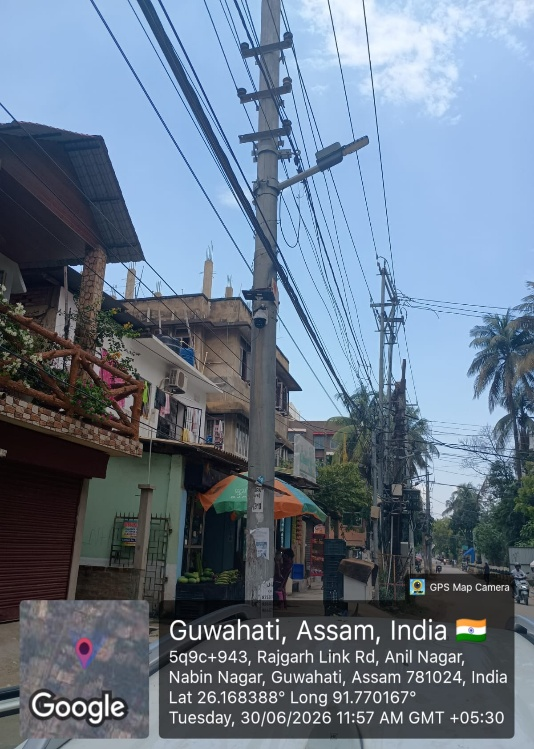 GPS Map Camera
Guwahati, Assam, India 🇮🇳
5q9c+943, Rajgarh Link Rd, Anil Nagar,
Nabin Nagar, Guwahati, Assam 781024, India
Lat 26.168388° Long 91.770167°
Tuesday, 30/06/2026 11:57 AM GMT +05:30
Google